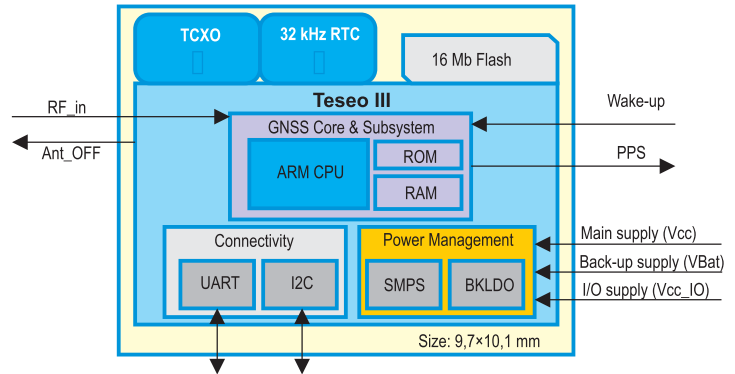 TCXO
32 kHz RTC
16 Mb Flash
Teseo III
RF_in
Wake-up
GNSS Core & Subsystem
Ant_OFF
ARM CPU
ROM
PPS
RAM
Connectivity
Power Management
Main supply (Vcc)
UART
I2C
SMPS
BKLDO
Back-up supply (VBat)
I/O supply (Vcc_IO)
Size: 9,7×10,1 mm